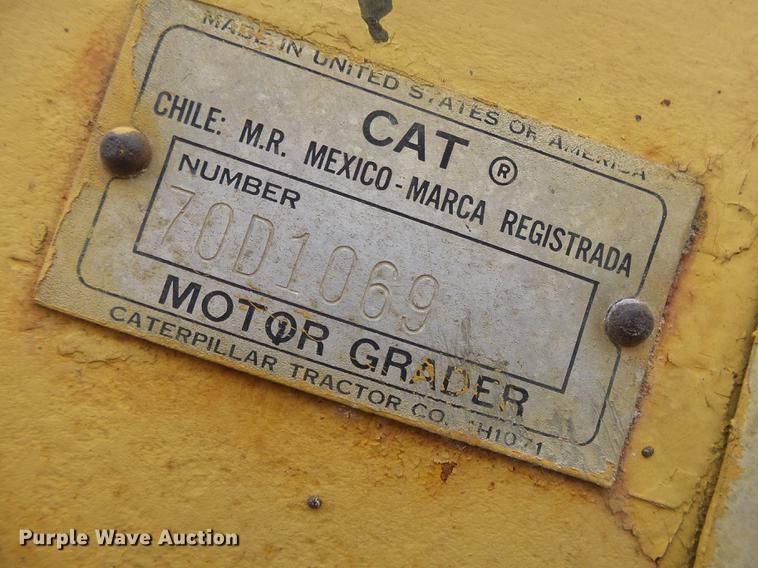 MADE IN UNITED STATES OF AMERICA
CAT ®
CHILE: M.R. MEXICO - MARCA REGISTRADA
NUMBER
70D1069
MOTOR GRADER
CATERPILLAR TRACTOR CO. 1H1071
Purple Wave Auction